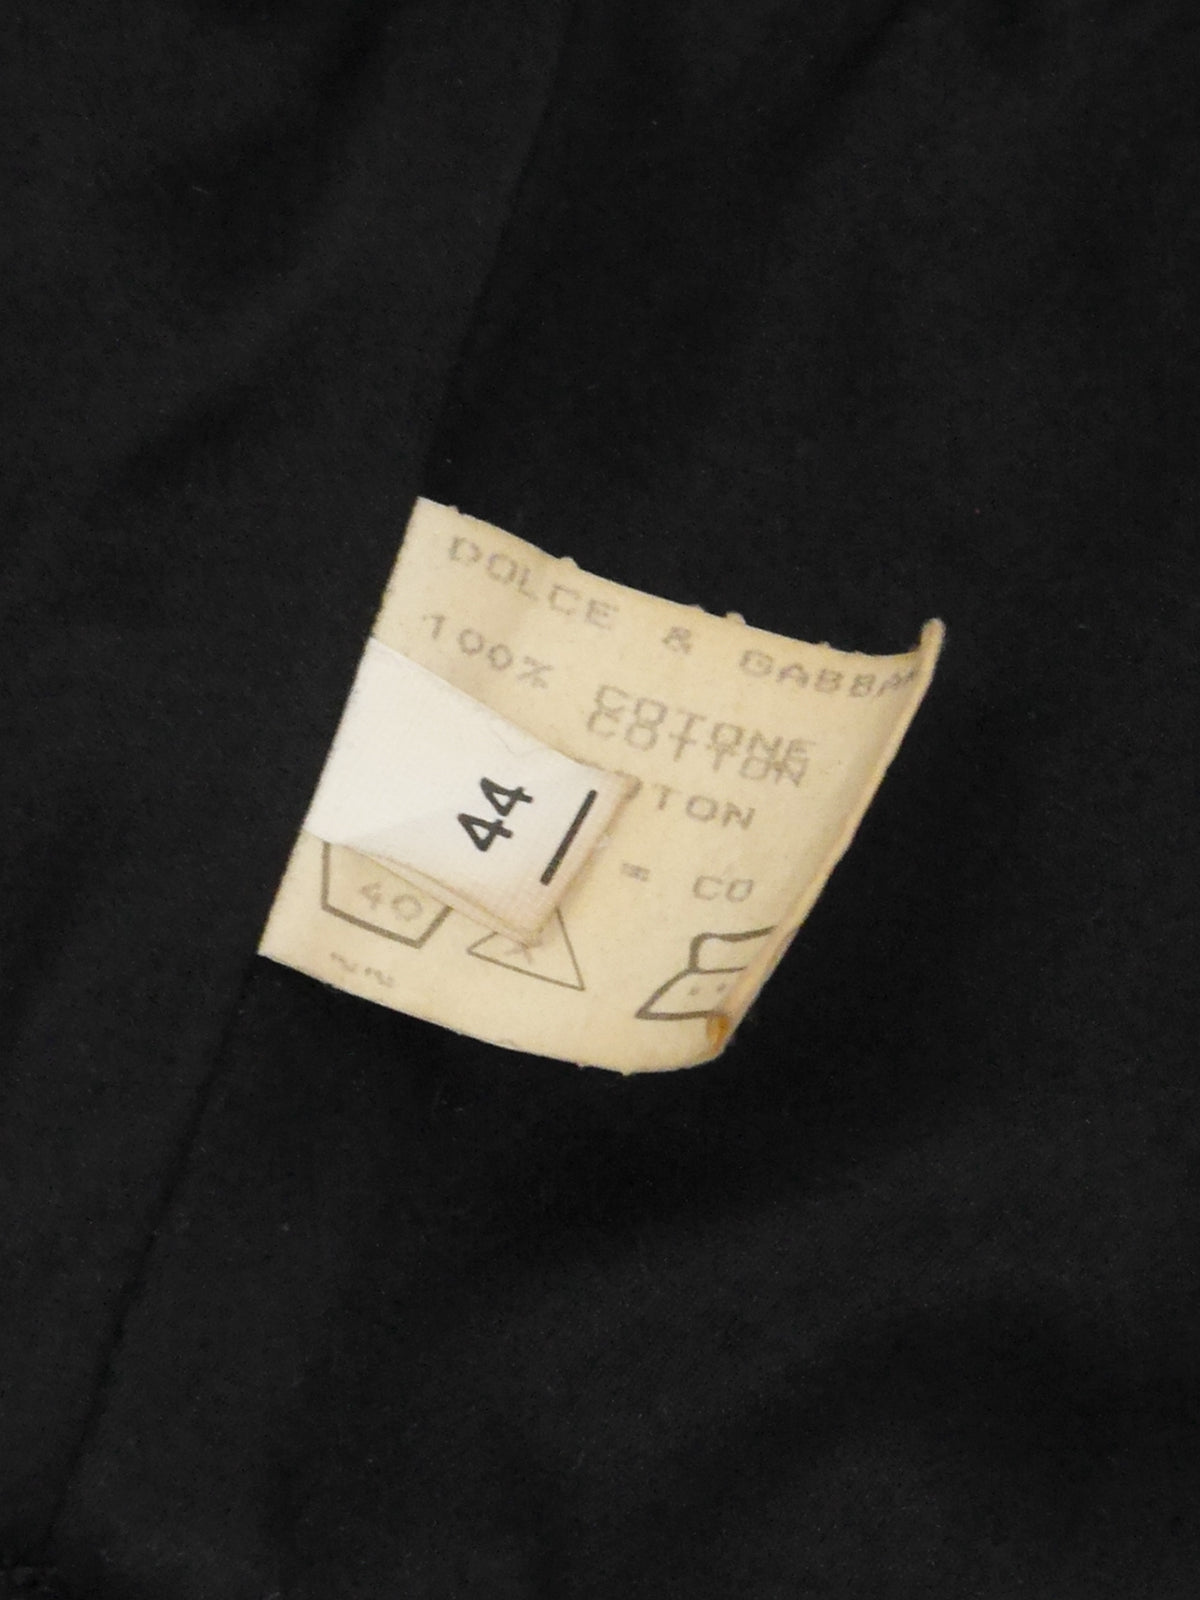 DOLCE & GABBA
100% COTONE
COTTON
TON
= CO
44
40